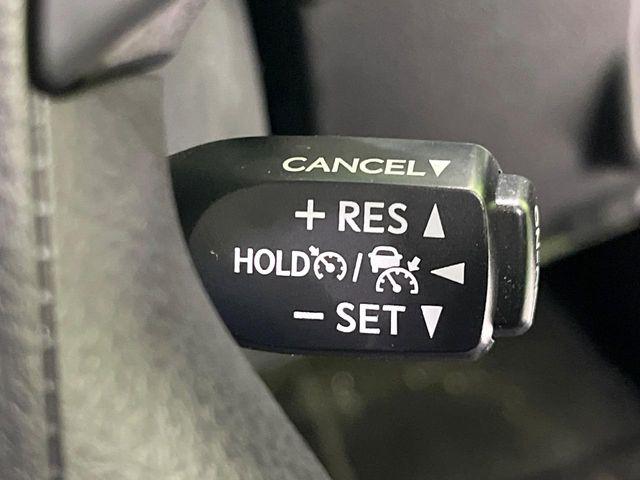 CANCEL▼
+ RES ▲
HOLD / ◄
− SET ▼